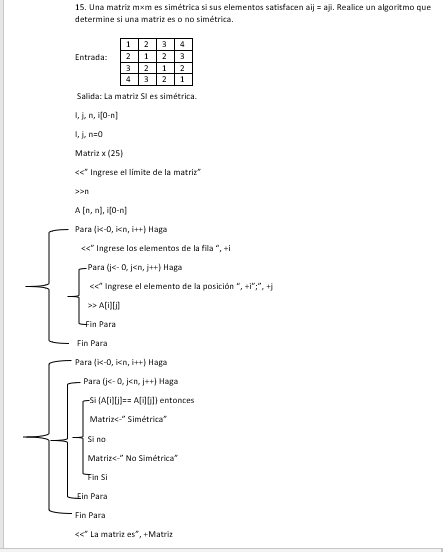 15. Una matriz m×m es simétrica si sus elementos satisfacen aij = aji. Realice un algoritmo que
determine si una matriz es o no simétrica.
Entrada:
1 2 3 4
2 1 2 3
3 2 1 2
4 3 2 1
Salida: La matriz SI es simétrica.
I, j, n, i[0-n]
I, j, n=0
Matriz x (25)
<<" Ingrese el limite de la matriz"
>>n
A [n, n], i[0-n]
Para (i<-0, i<n, i++) Haga
<<" Ingrese los elementos de la fila ", +i
Para (j<- 0, j<n, j++) Haga
<<" Ingrese el elemento de la posición ", +i";", +j
>> A[i][j]
Fin Para
Fin Para
Para (i<-0, i<n, i++) Haga
Para (j<- 0, j<n, j++) Haga
Si (A[i][j]== A[i][j]) entonces
Matriz<-" Simétrica"
Si no
Matriz<-" No Simétrica"
Fin Si
Fin Para
Fin Para
<<" La matriz es", +Matriz